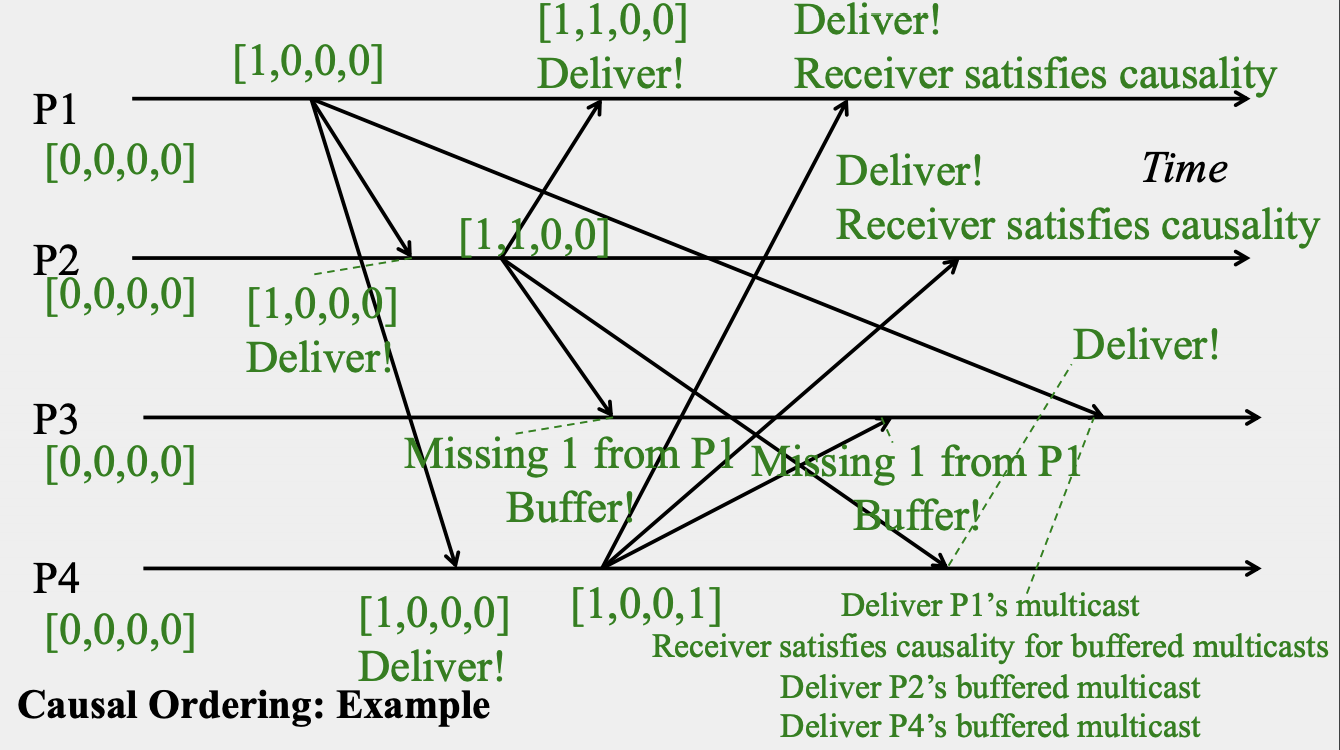 [1,1,0,0]
Deliver!
Deliver!
Receiver satisfies causality
[1,0,0,0]
P1
[0,0,0,0]
Time
Deliver!
Receiver satisfies causality
[1,1,0,0]
P2
[0,0,0,0]
[1,0,0,0]
Deliver!
Deliver!
P3
[0,0,0,0]
Missing 1 from P1
Buffer!
Missing 1 from P1
Buffer!
P4
[0,0,0,0]
[1,0,0,0]
Deliver!
[1,0,0,1]
Deliver P1’s multicast
Receiver satisfies causality for buffered multicasts
Deliver P2’s buffered multicast
Deliver P4’s buffered multicast
Causal Ordering: Example